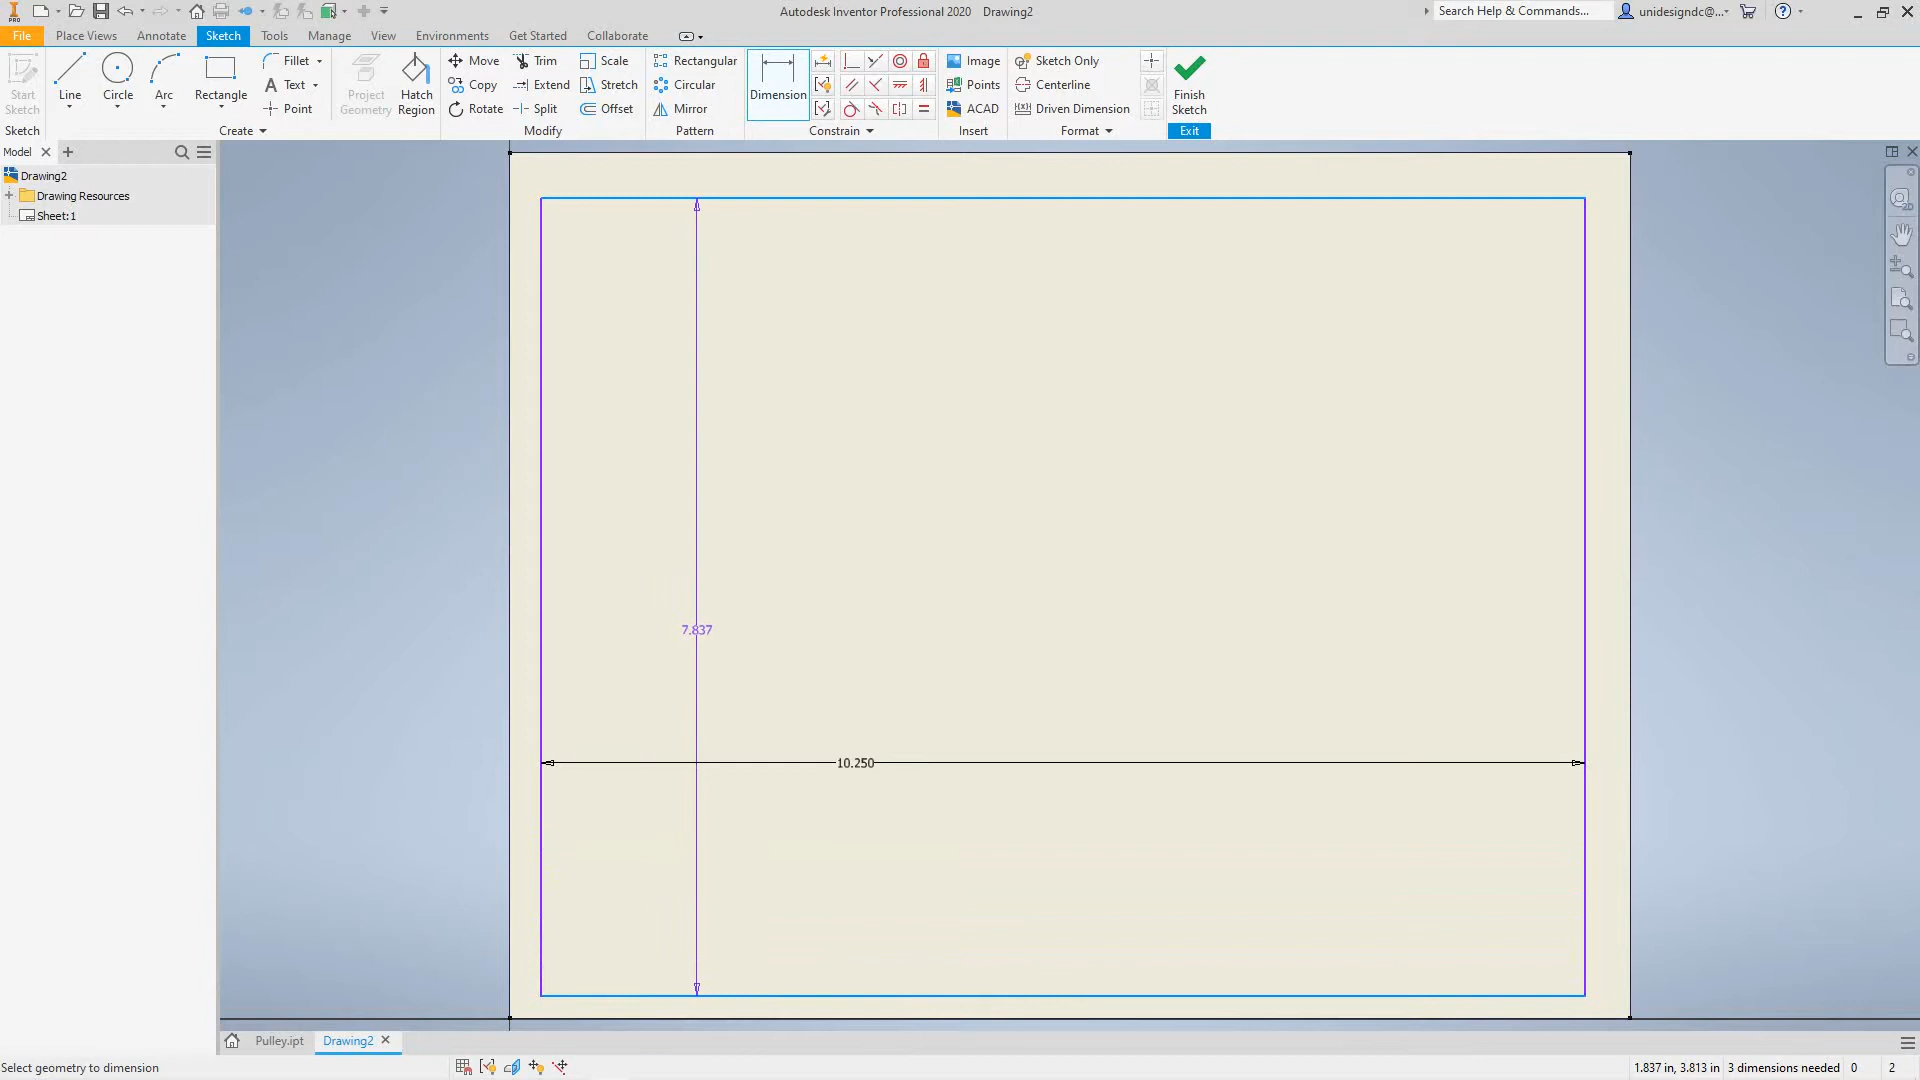 Autodesk Inventor Professional 2020 Drawing2
Search Help & Commands...
unidesigndc@...
PRO
File Place Views Annotate Sketch Tools Manage View Environments Get Started Collaborate
Start Sketch
Line
Circle
Arc
Rectangle
Fillet
Text
Point
Project Geometry
Hatch Region
Move
Copy
Rotate
Trim
Extend
Split
Scale
Stretch
Offset
Rectangular
Circular
Mirror
Dimension
Image
Points
ACAD
Sketch Only
Centerline
Driven Dimension
Finish Sketch
Sketch Create Modify Pattern Constrain Insert Format Exit
Model
Drawing2
Drawing Resources
Sheet:1
2D
7.837
10.250
Pulley.ipt Drawing2
Select geometry to dimension
1.837 in, 3.813 in 3 dimensions needed 0 2